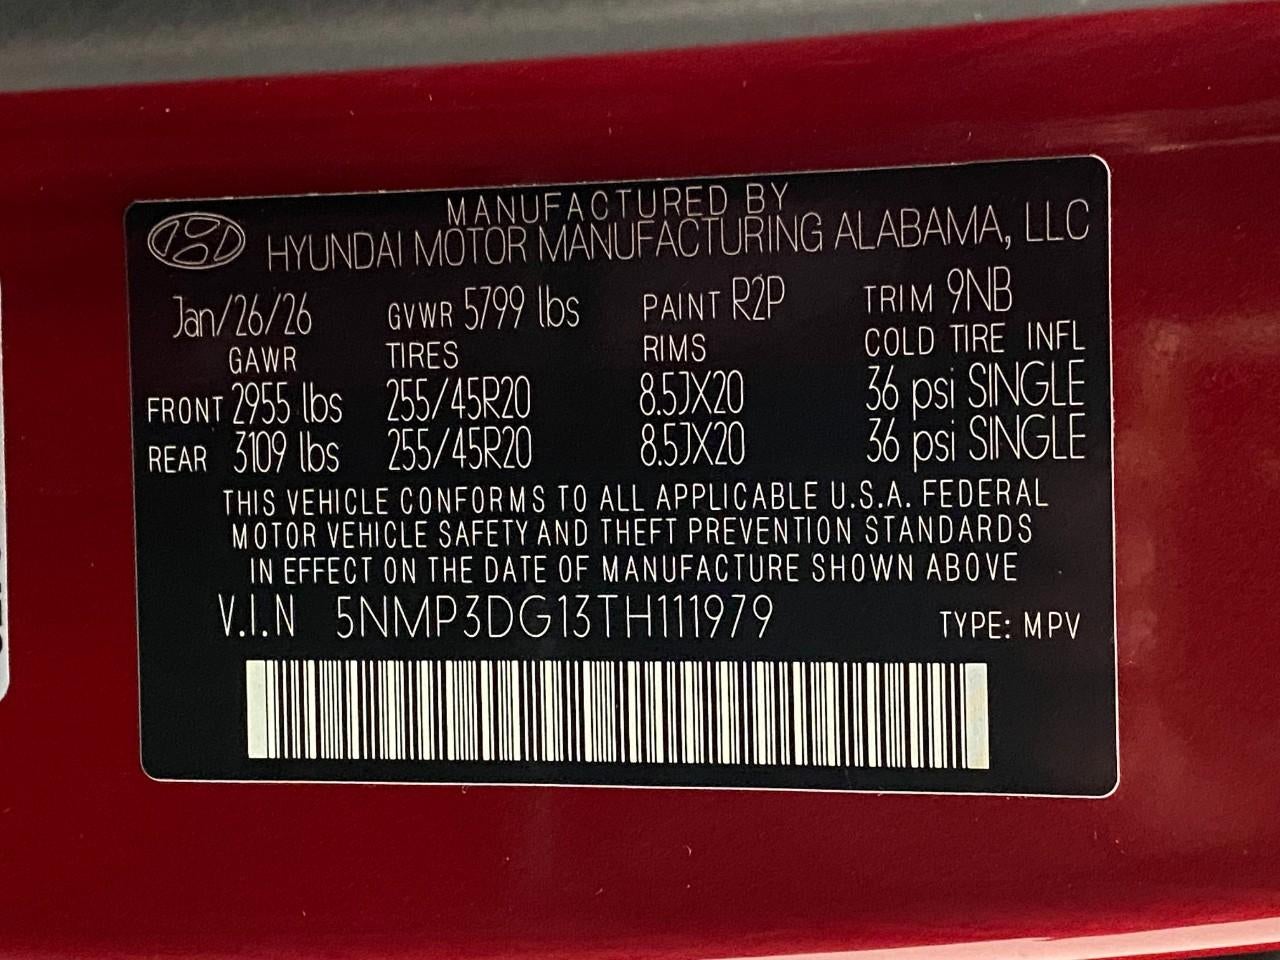 MANUFACTURED BY
HYUNDAI MOTOR MANUFACTURING ALABAMA, LLC
Jan/26/26 GVWR 5799 lbs PAINT R2P TRIM 9NB
GAWR TIRES RIMS COLD TIRE INFL
FRONT 2955 lbs 255/45R20 8.5JX20 36 psi SINGLE
REAR 3109 lbs 255/45R20 8.5JX20 36 psi SINGLE
THIS VEHICLE CONFORMS TO ALL APPLICABLE U.S.A. FEDERAL
MOTOR VEHICLE SAFETY AND THEFT PREVENTION STANDARDS
IN EFFECT ON THE DATE OF MANUFACTURE SHOWN ABOVE
V.I.N 5NMP3DG13TH111979 TYPE: MPV